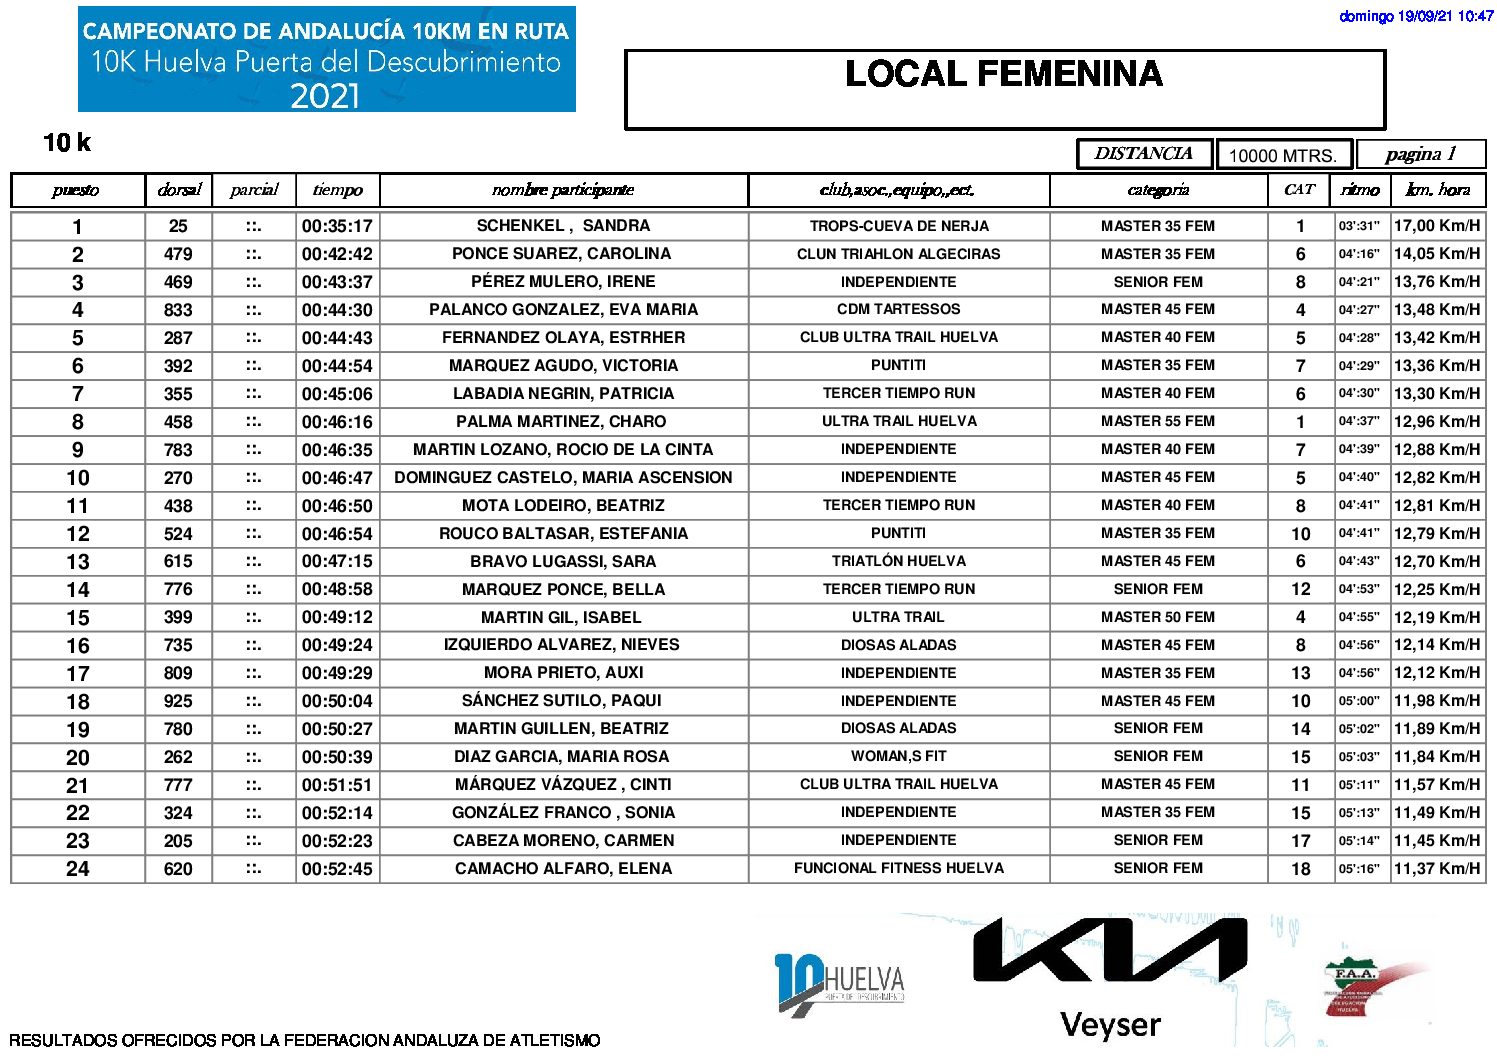 domingo 19/09/21 10:47
CAMPEONATO DE ANDALUCÍA 10KM EN RUTA
10K Huelva Puerta del Descubrimiento
2021
LOCAL FEMENINA
10 k
DISTANCIA 10000 MTRS. pagina 1
puesto dorsal parcial tiempo nombre participante club,asoc.,equipo,,ect. categoria CAT ritmo km. hora
1 25 ::. 00:35:17 SCHENKEL , SANDRA TROPS-CUEVA DE NERJA MASTER 35 FEM 1 03':31" 17,00 Km/H
2 479 ::. 00:42:42 PONCE SUAREZ, CAROLINA CLUN TRIAHLON ALGECIRAS MASTER 35 FEM 6 04':16" 14,05 Km/H
3 469 ::. 00:43:37 PÉREZ MULERO, IRENE INDEPENDIENTE SENIOR FEM 8 04':21" 13,76 Km/H
4 833 ::. 00:44:30 PALANCO GONZALEZ, EVA MARIA CDM TARTESSOS MASTER 45 FEM 4 04':27" 13,48 Km/H
5 287 ::. 00:44:43 FERNANDEZ OLAYA, ESTRHER CLUB ULTRA TRAIL HUELVA MASTER 40 FEM 5 04':28" 13,42 Km/H
6 392 ::. 00:44:54 MARQUEZ AGUDO, VICTORIA PUNTITI MASTER 35 FEM 7 04':29" 13,36 Km/H
7 355 ::. 00:45:06 LABADIA NEGRIN, PATRICIA TERCER TIEMPO RUN MASTER 40 FEM 6 04':30" 13,30 Km/H
8 458 ::. 00:46:16 PALMA MARTINEZ, CHARO ULTRA TRAIL HUELVA MASTER 55 FEM 1 04':37" 12,96 Km/H
9 783 ::. 00:46:35 MARTIN LOZANO, ROCIO DE LA CINTA INDEPENDIENTE MASTER 40 FEM 7 04':39" 12,88 Km/H
10 270 ::. 00:46:47 DOMINGUEZ CASTELO, MARIA ASCENSION INDEPENDIENTE MASTER 45 FEM 5 04':40" 12,82 Km/H
11 438 ::. 00:46:50 MOTA LODEIRO, BEATRIZ TERCER TIEMPO RUN MASTER 40 FEM 8 04':41" 12,81 Km/H
12 524 ::. 00:46:54 ROUCO BALTASAR, ESTEFANIA PUNTITI MASTER 35 FEM 10 04':41" 12,79 Km/H
13 615 ::. 00:47:15 BRAVO LUGASSI, SARA TRIATLÓN HUELVA MASTER 45 FEM 6 04':43" 12,70 Km/H
14 776 ::. 00:48:58 MARQUEZ PONCE, BELLA TERCER TIEMPO RUN SENIOR FEM 12 04':53" 12,25 Km/H
15 399 ::. 00:49:12 MARTIN GIL, ISABEL ULTRA TRAIL MASTER 50 FEM 4 04':55" 12,19 Km/H
16 735 ::. 00:49:24 IZQUIERDO ALVAREZ, NIEVES DIOSAS ALADAS MASTER 45 FEM 8 04':56" 12,14 Km/H
17 809 ::. 00:49:29 MORA PRIETO, AUXI INDEPENDIENTE MASTER 35 FEM 13 04':56" 12,12 Km/H
18 925 ::. 00:50:04 SÁNCHEZ SUTILO, PAQUI INDEPENDIENTE MASTER 45 FEM 10 05':00" 11,98 Km/H
19 780 ::. 00:50:27 MARTIN GUILLEN, BEATRIZ DIOSAS ALADAS SENIOR FEM 14 05':02" 11,89 Km/H
20 262 ::. 00:50:39 DIAZ GARCIA, MARIA ROSA WOMAN,S FIT SENIOR FEM 15 05':03" 11,84 Km/H
21 777 ::. 00:51:51 MÁRQUEZ VÁZQUEZ , CINTI CLUB ULTRA TRAIL HUELVA MASTER 45 FEM 11 05':11" 11,57 Km/H
22 324 ::. 00:52:14 GONZÁLEZ FRANCO , SONIA INDEPENDIENTE MASTER 35 FEM 15 05':13" 11,49 Km/H
23 205 ::. 00:52:23 CABEZA MORENO, CARMEN INDEPENDIENTE SENIOR FEM 17 05':14" 11,45 Km/H
24 620 ::. 00:52:45 CAMACHO ALFARO, ELENA FUNCIONAL FITNESS HUELVA SENIOR FEM 18 05':16" 11,37 Km/H
10 HUELVA
PUERTA DEL DESCUBRIMIENTO
KIA
Veyser
F.A.A.
RESULTADOS OFRECIDOS POR LA FEDERACION ANDALUZA DE ATLETISMO